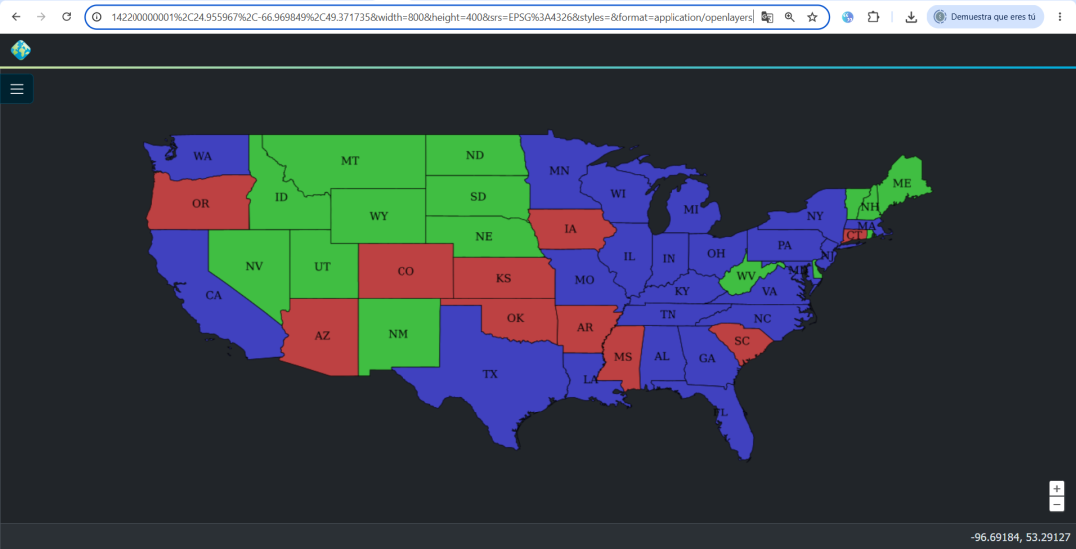 142200000001%2C24.955967%2C-66.969849%2C49.371735&width=800&height=400&srs=EPSG%3A4326&styles=&format=application/openlayers
Demuestra que eres tú
WA
MT
ND
MN
ME
OR
ID
SD
WI
MI
NY
NH
WY
MA
IA
NE
CT
PA
NV
UT
CO
KS
IL
IN
OH
NJ
MD
WV
CA
MO
KY
VA
AZ
NM
OK
AR
TN
NC
SC
TX
LA
MS
AL
GA
FL
+
−
-96.69184, 53.29127